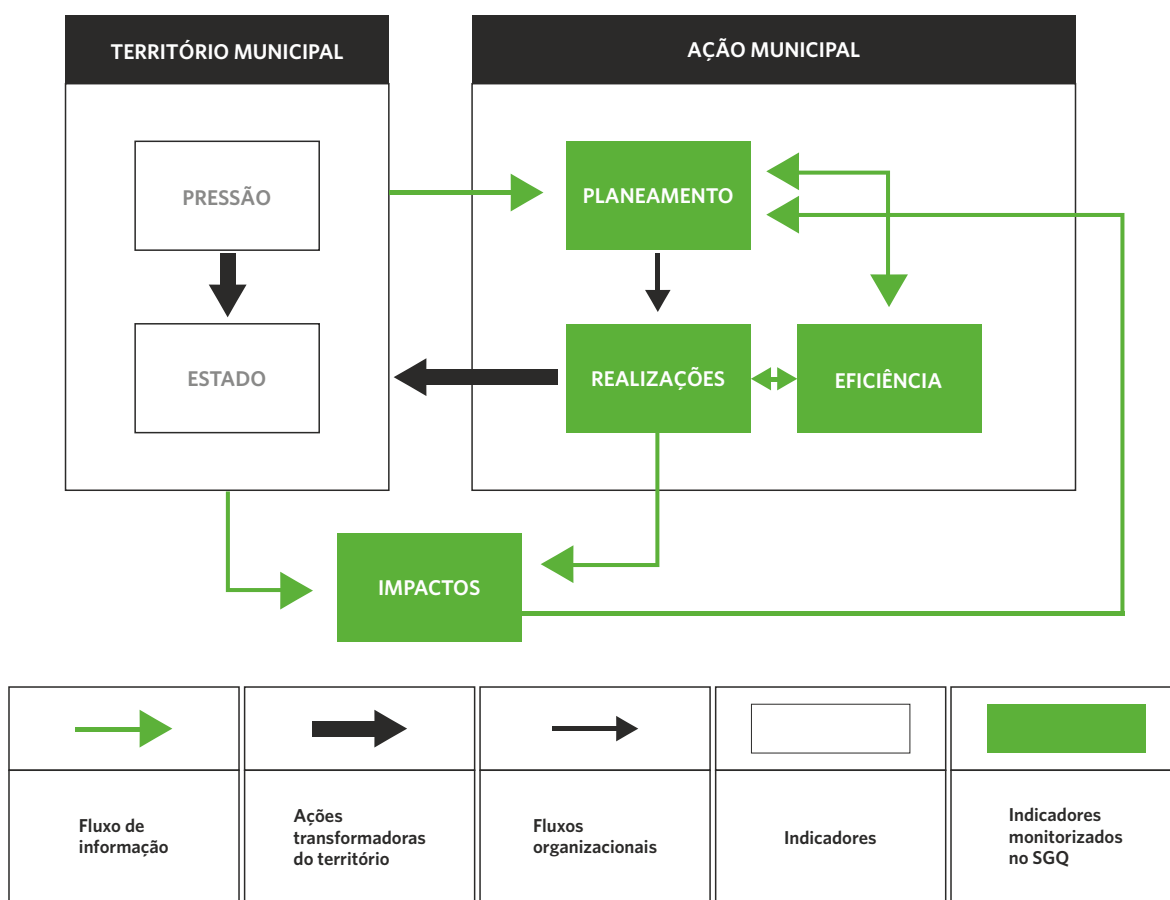 TERRITÓRIO MUNICIPAL
AÇÃO MUNICIPAL
PRESSÃO
PLANEAMENTO
ESTADO
REALIZAÇÕES
EFICIÊNCIA
IMPACTOS
Fluxo de
informação
Ações
transformadoras
do território
Fluxos
organizacionais
Indicadores
Indicadores
monitorizados
no SGQ